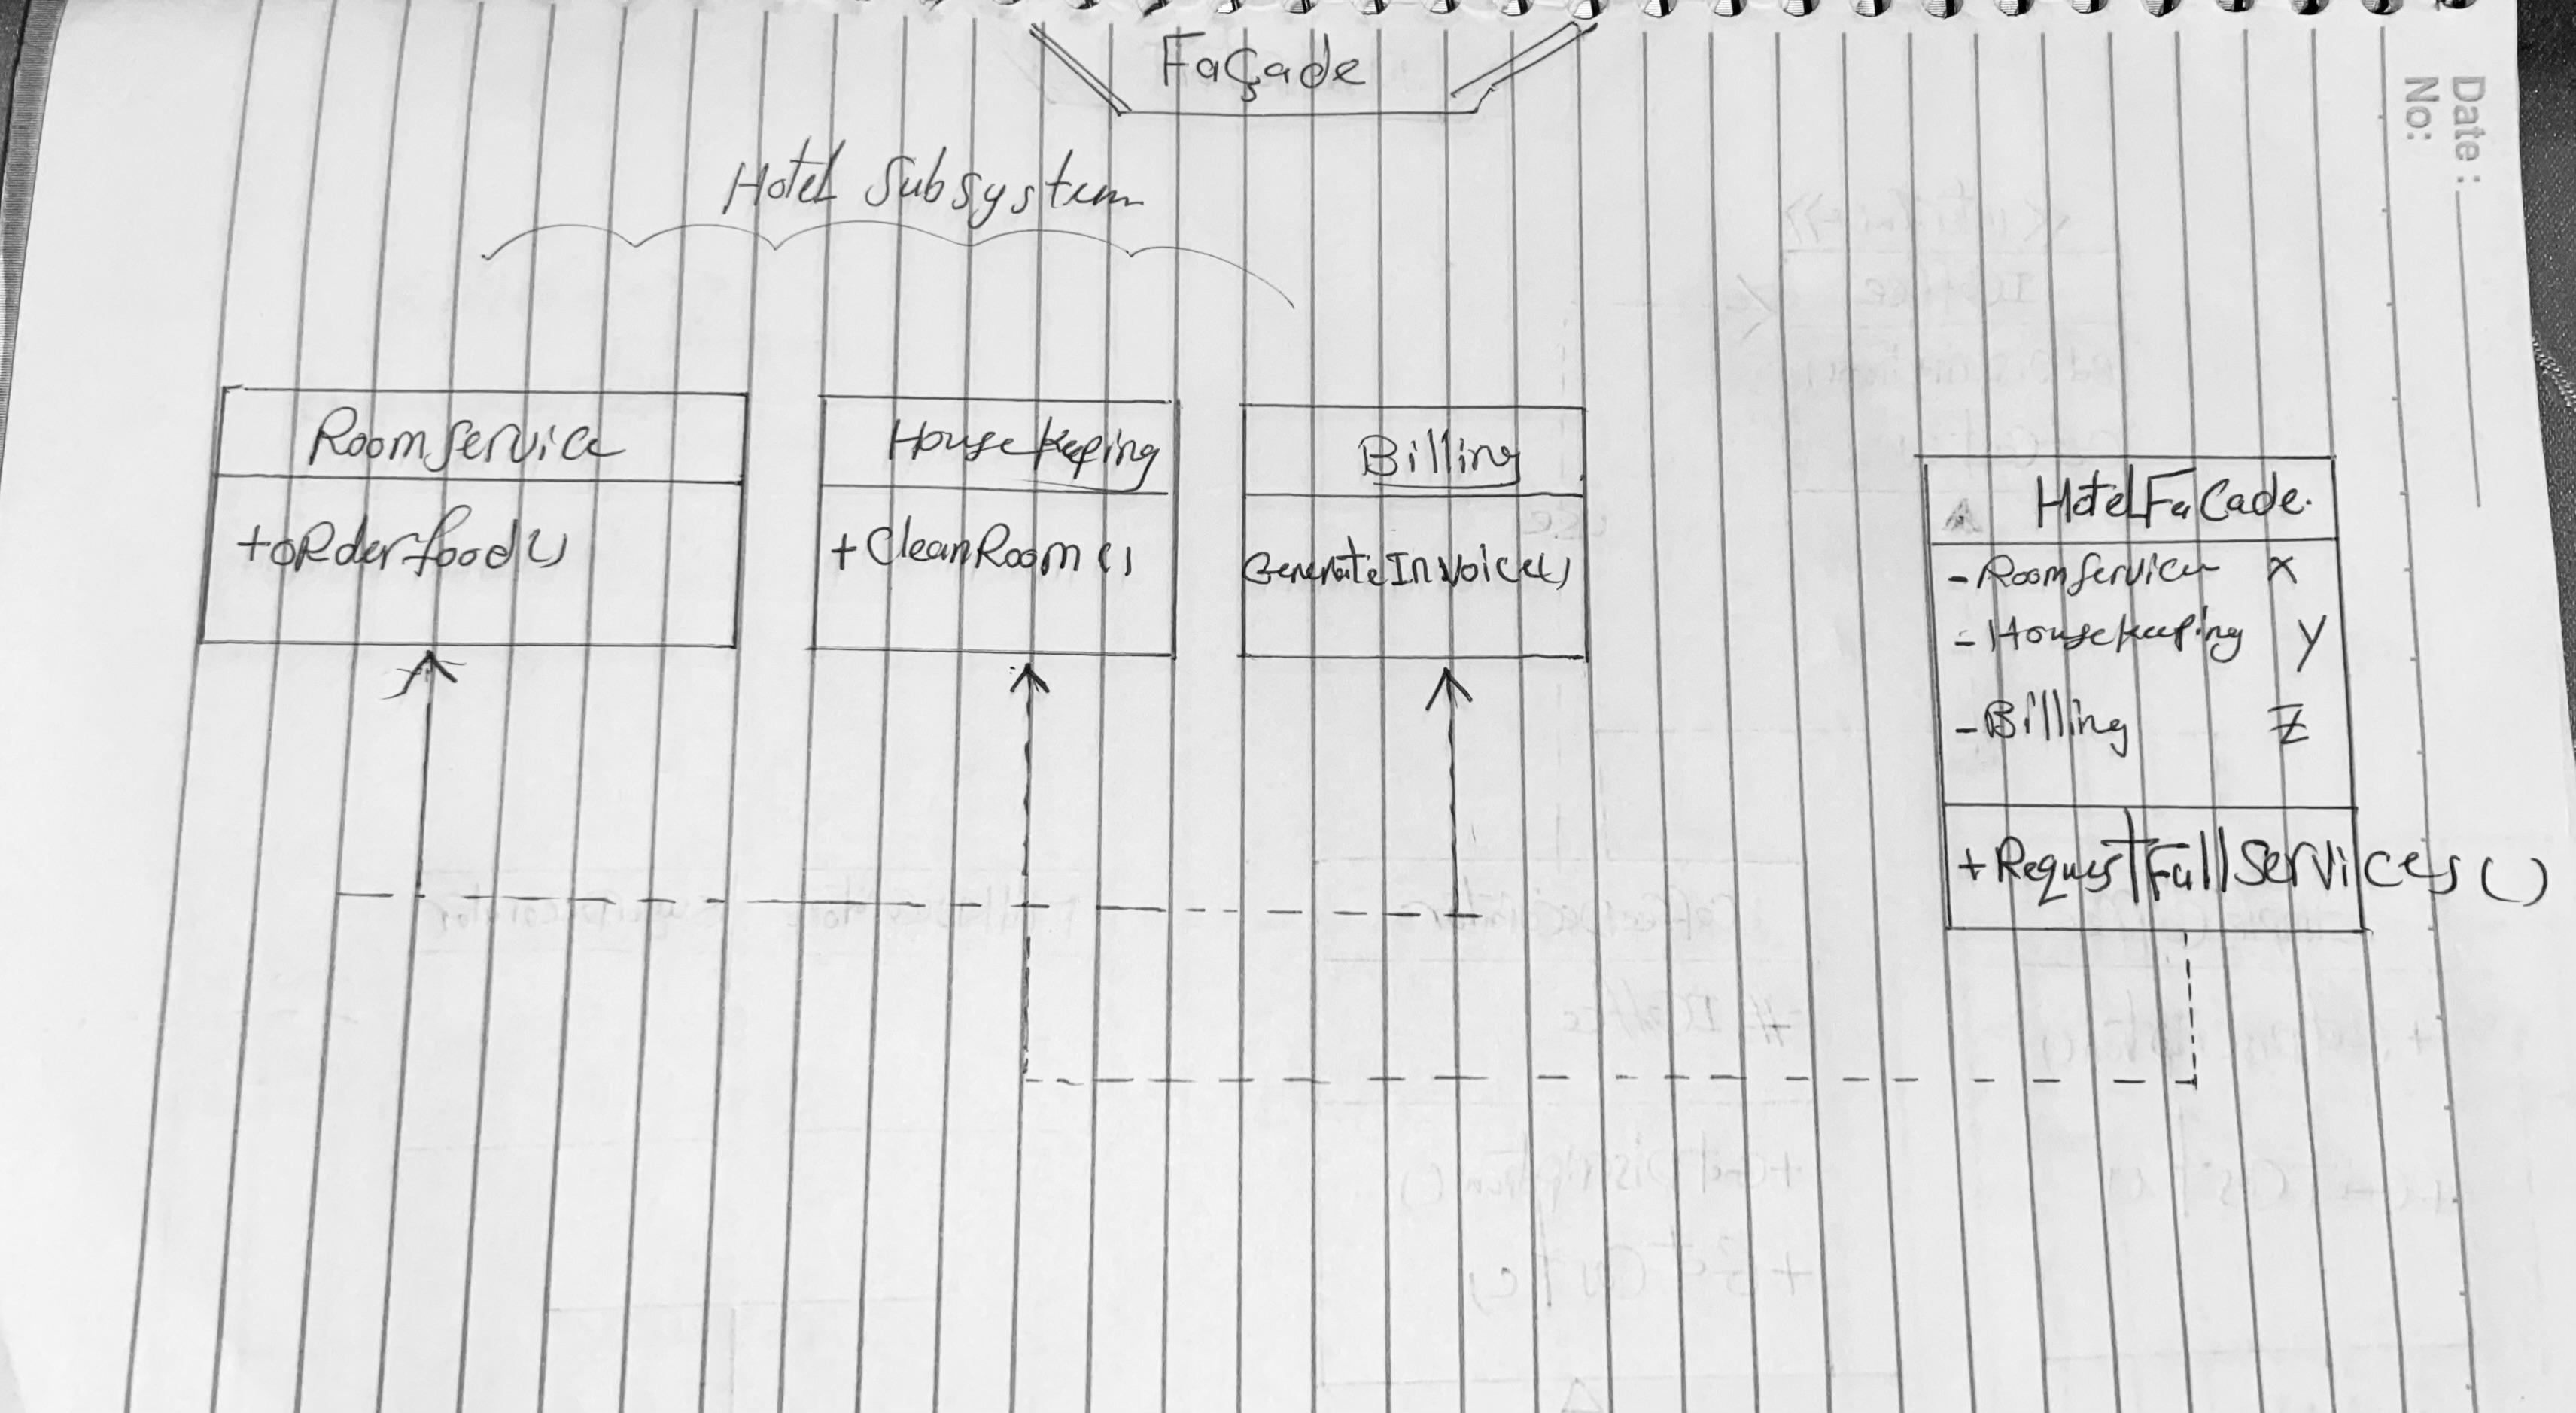 Façade
Date :
No:
Hotel Subsystem
RoomService
+oRderfood()
Housekeeping
+CleanRoom()
Billing
GenerateInvoice()
HotelFaCade.
-RoomService x
-Housekeeping y
-Billing z
+RequestFullServices()